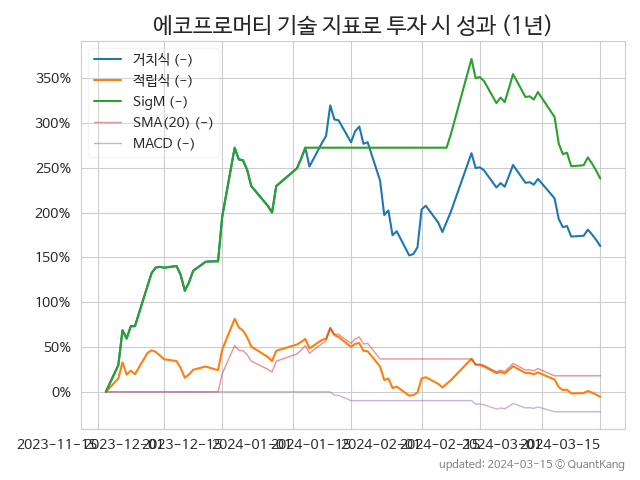 에코프로머티 기술 지표로 투자 시 성과 (1년)
거치식 (-)
적립식 (-)
SigM (-)
SMA(20) (-)
MACD (-)
350%
300%
250%
200%
150%
100%
50%
0%
2023-11-15 2023-12-01 2023-12-15 2024-01-01 2024-01-15 2024-02-01 2024-02-15 2024-03-01 2024-03-15
updated: 2024-03-15 © QuantKang